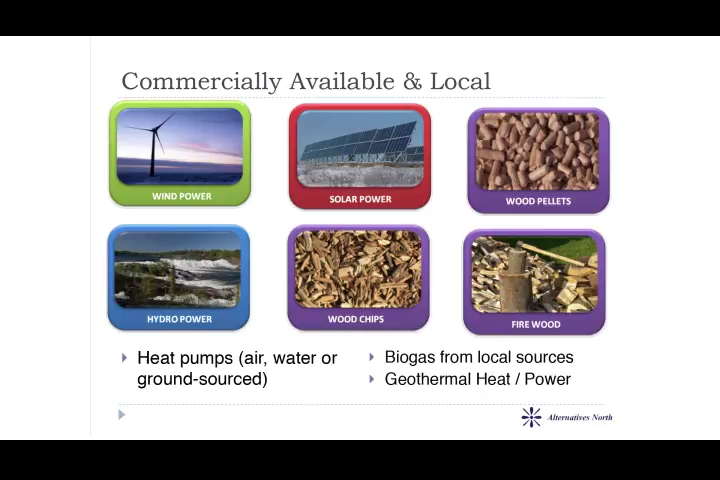 Commercially Available & Local
WIND POWER
SOLAR POWER
WOOD PELLETS
HYDRO POWER
WOOD CHIPS
FIRE WOOD
Heat pumps (air, water or
ground-sourced)
Biogas from local sources
Geothermal Heat / Power
Alternatives North